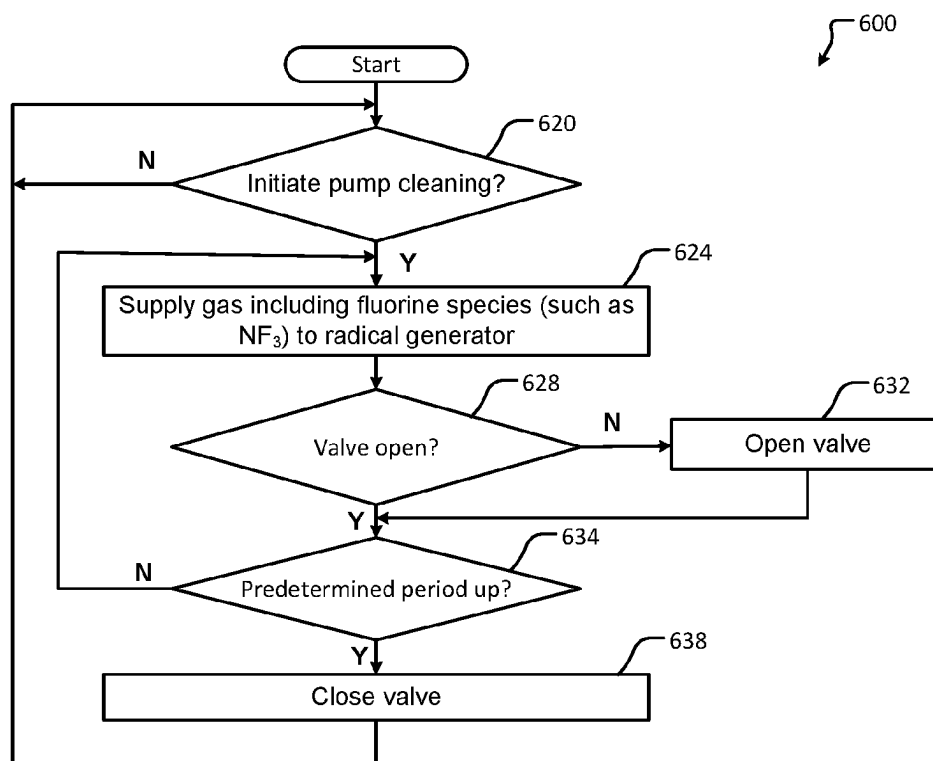 600
Start
620
N
Initiate pump cleaning?
Y
624
Supply gas including fluorine species (such as
NF₃) to radical generator
628
632
Valve open?
N
Open valve
Y
634
N
Predetermined period up?
Y
638
Close valve